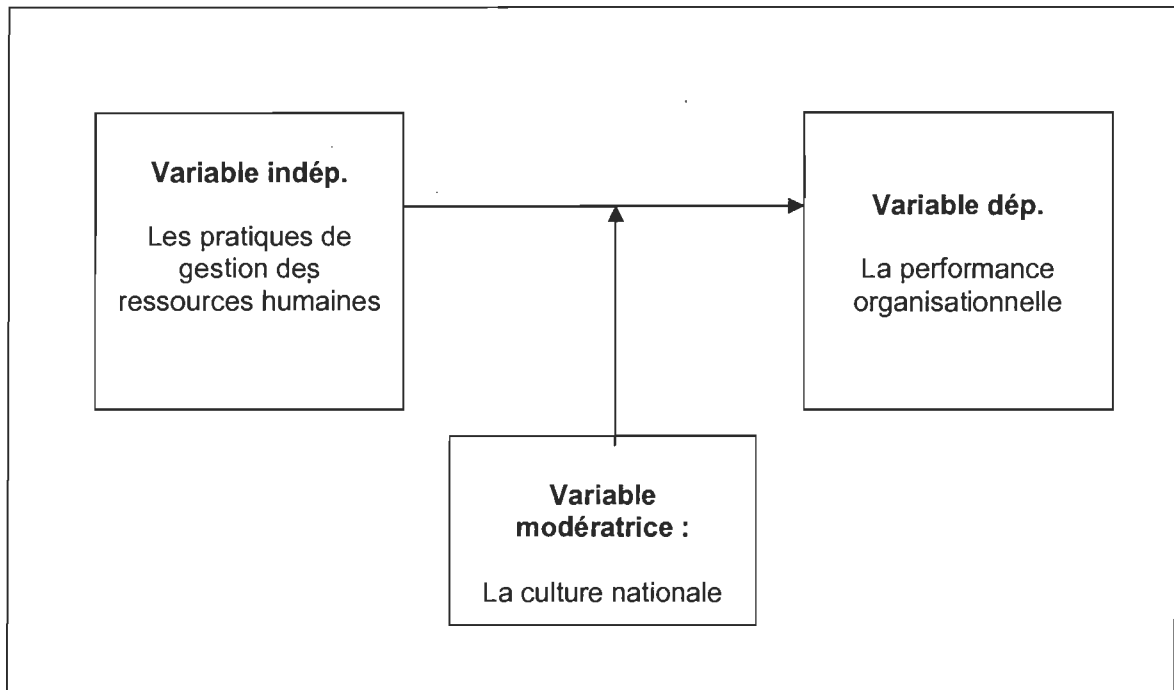 Variable indép.
Les pratiques de
gestion des
ressources humaines
Variable dép.
La performance
organisationnelle
Variable
modératrice :
La culture nationale